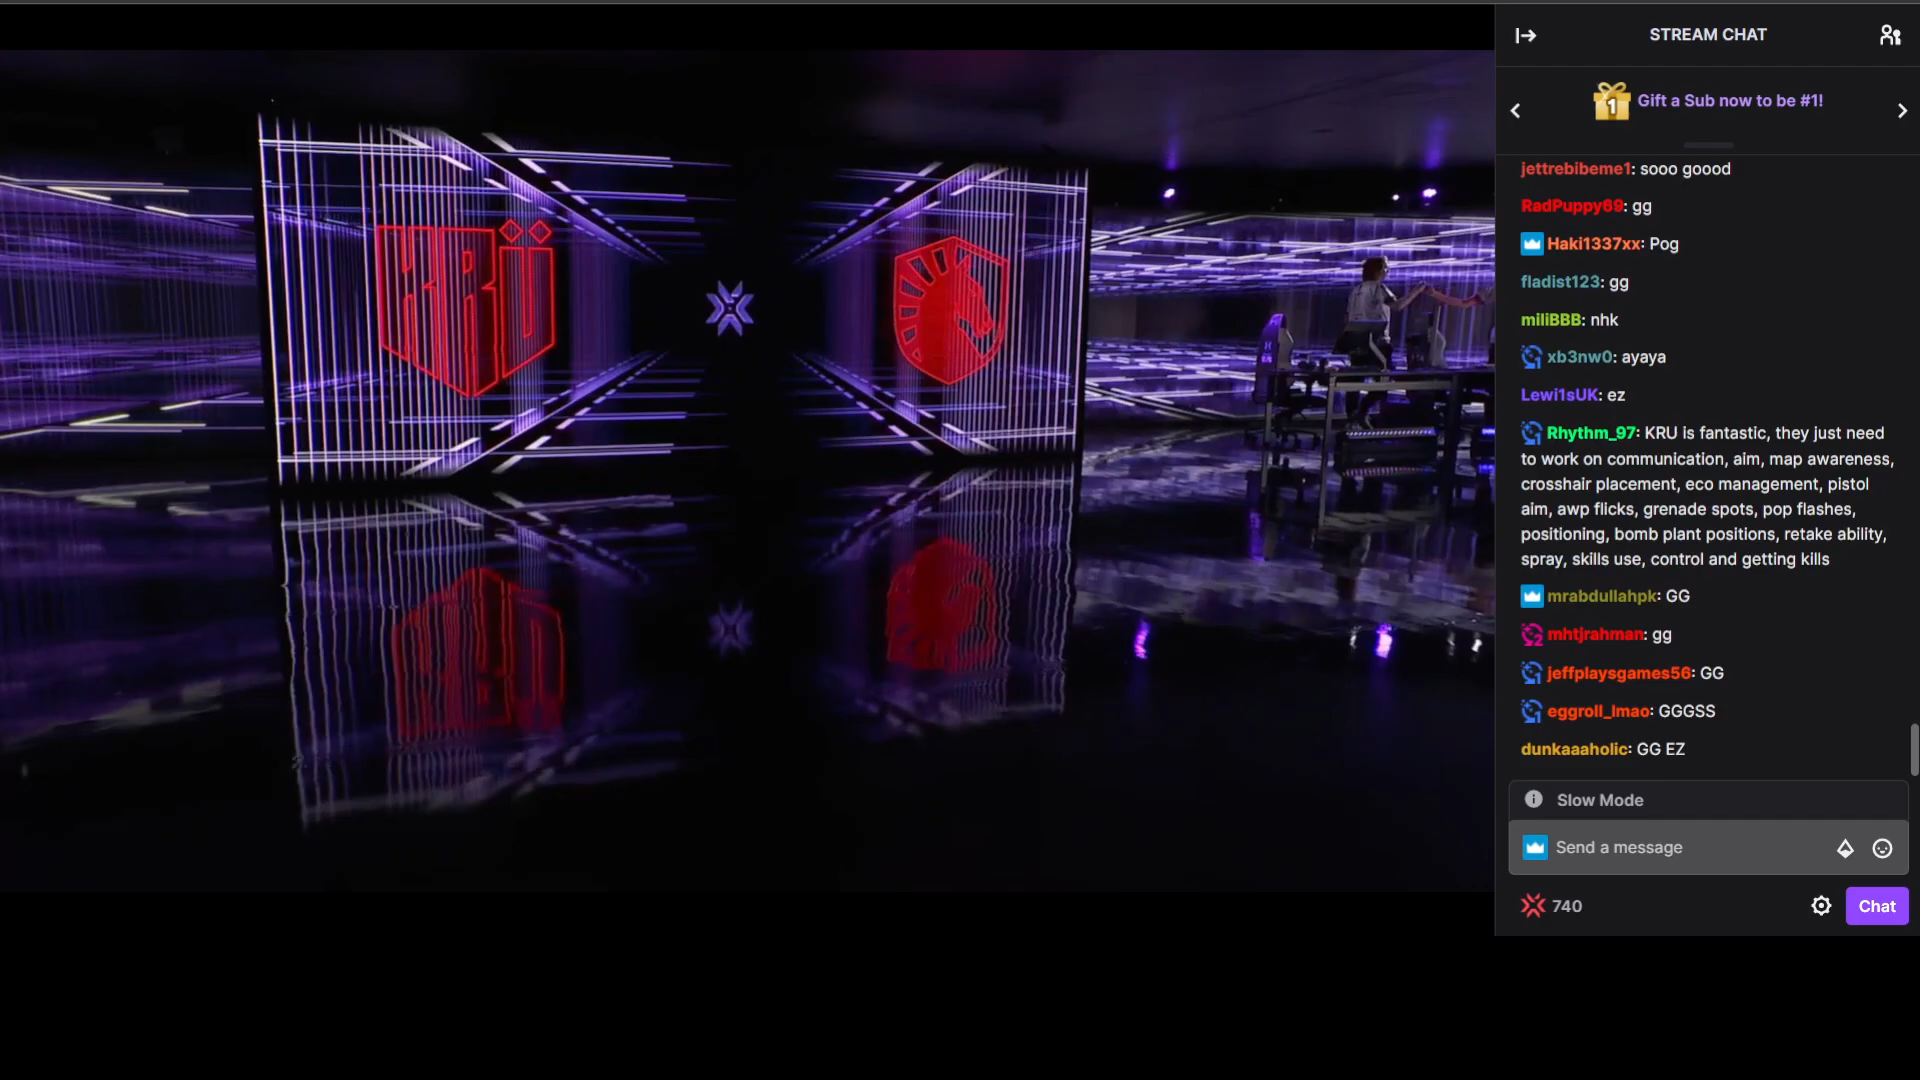 STREAM CHAT
1 Gift a Sub now to be #1!
jettrebibeme1: sooo goood
RadPuppy69: gg
Haki1337xx: Pog
fladist123: gg
miliBBB: nhk
xb3nw0: ayaya
Lewi1sUK: ez
Rhythm_97: KRU is fantastic, they just need
to work on communication, aim, map awareness,
crosshair placement, eco management, pistol
aim, awp flicks, grenade spots, pop flashes,
positioning, bomb plant positions, retake ability,
spray, skills use, control and getting kills
mrabdullahpk: GG
mhtjrahman: gg
jeffplaysgames56: GG
eggroll_lmao: GGGSS
dunkaaaholic: GG EZ
Slow Mode
Send a message
740
Chat
KRÜ